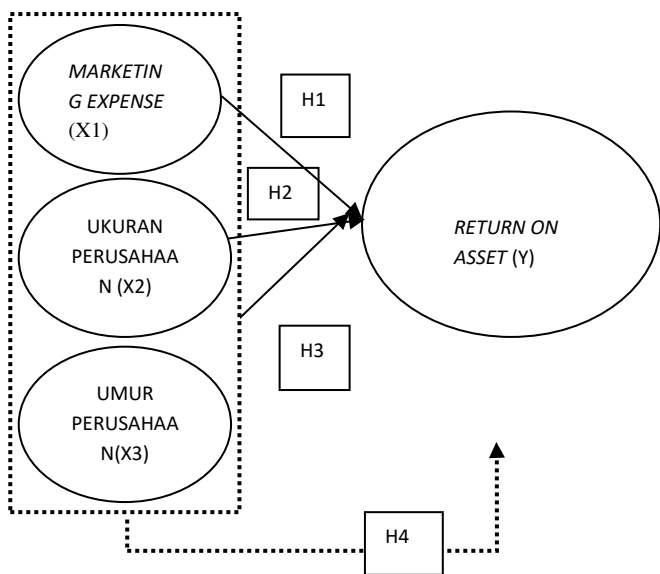 MARKETIN
G EXPENSE
(X1)
H1
H2
UKURAN
PERUSAHAA
N (X2)
RETURN ON
ASSET (Y)
H3
UMUR
PERUSAHAA
N(X3)
H4